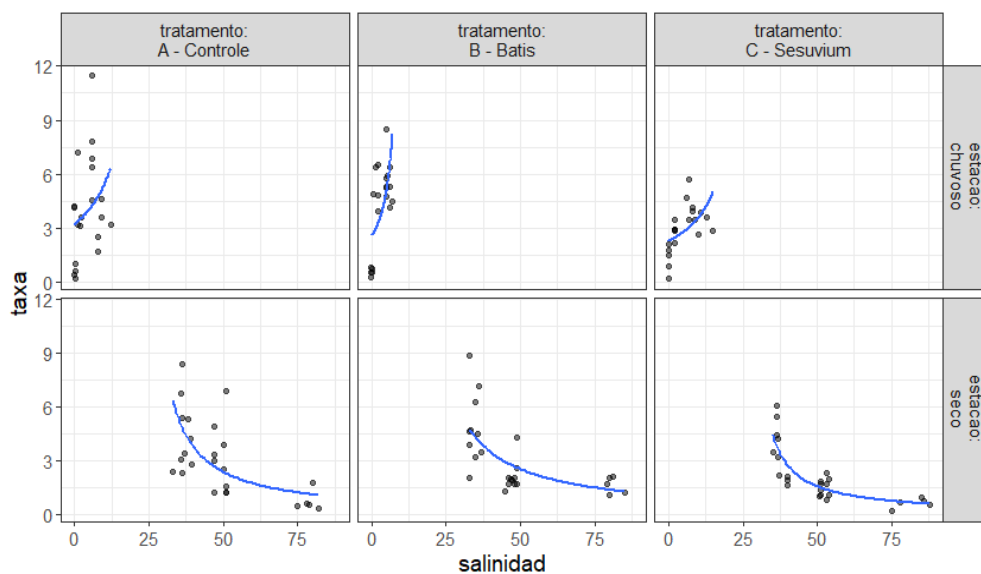 tratamento:
A - Controle
tratamento:
B - Batis
tratamento:
C - Sesuvium
12
9
6
3
0
estacao:
chuvoso
12
9
6
3
0
estacao:
seco
taxa
0
25
50
75
0
25
50
75
0
25
50
75
salinidad